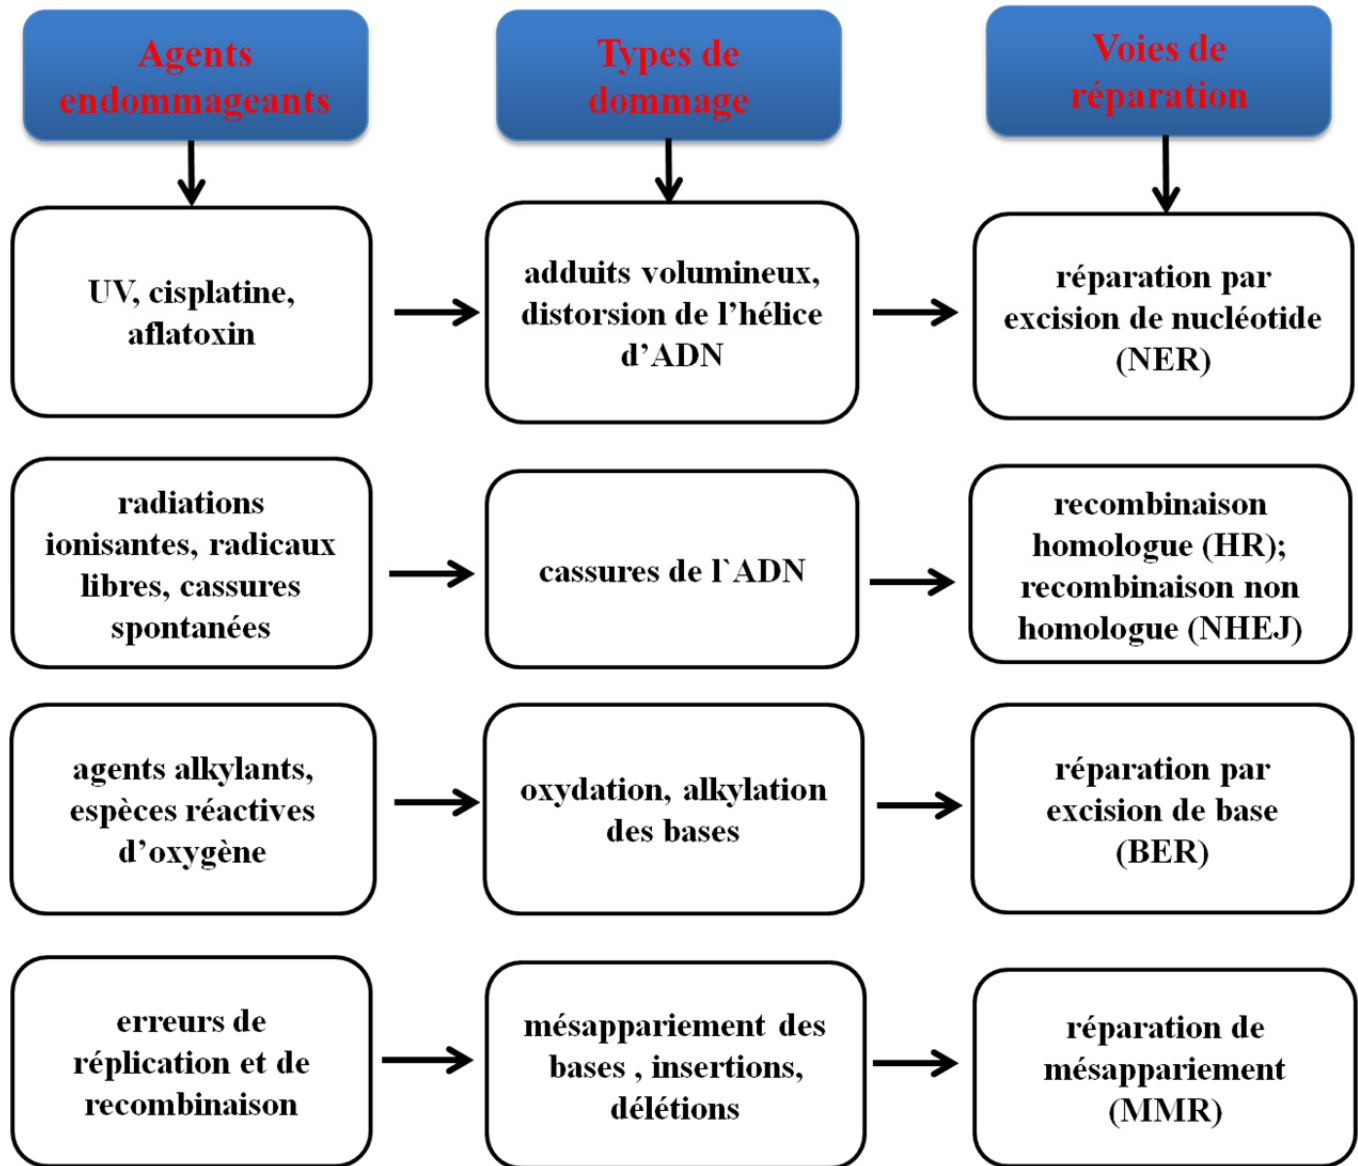 Agents
endommageants
Types de
dommage
Voies de
réparation
UV, cisplatine,
aflatoxin
adduits volumineux,
distorsion de l’hélice
d’ADN
réparation par
excision de nucléotide
(NER)
radiations
ionisantes, radicaux
libres, cassures
spontanées
cassures de l`ADN
recombinaison
homologue (HR);
recombinaison non
homologue (NHEJ)
agents alkylants,
espèces réactives
d’oxygène
oxydation, alkylation
des bases
réparation par
excision de base
(BER)
erreurs de
réplication et de
recombinaison
mésappariement des
bases , insertions,
délétions
réparation de
mésappariement
(MMR)